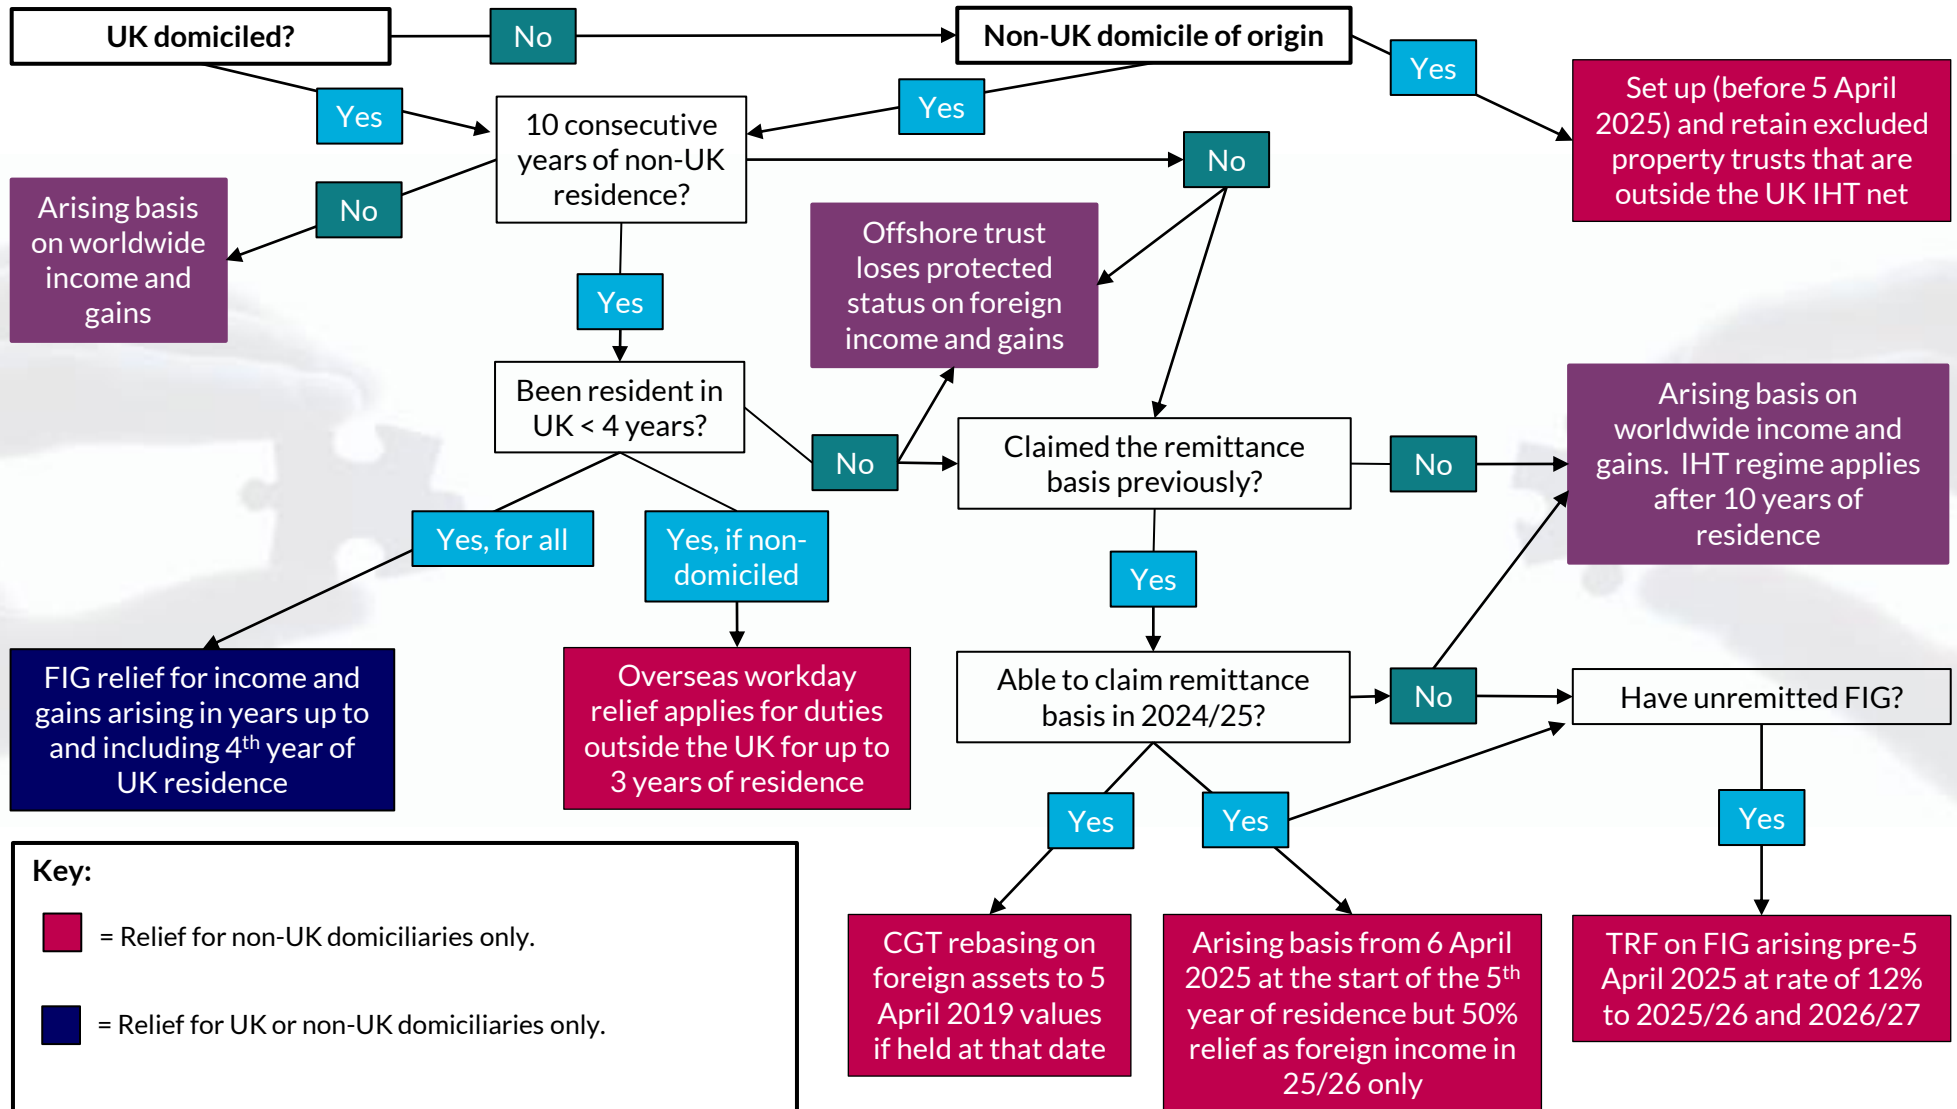 UK domiciled?
No
Non-UK domicile of origin
Yes
Set up (before 5 April
2025) and retain excluded
property trusts that are
outside the UK IHT net
Yes
Yes
10 consecutive
years of non-UK
residence?
No
No
Arising basis
on worldwide
income and
gains
Offshore trust
loses protected
status on foreign
income and gains
Yes
Been resident in
UK < 4 years?
No
Claimed the remittance
basis previously?
No
Arising basis on
worldwide income and
gains. IHT regime applies
after 10 years of
residence
Yes, for all
Yes, if non-
domiciled
Yes
FIG relief for income and
gains arising in years up to
and including 4th year of
UK residence
Overseas workday
relief applies for duties
outside the UK for up to
3 years of residence
Able to claim remittance
basis in 2024/25?
No
Have unremitted FIG?
Yes
Yes
Yes
CGT rebasing on
foreign assets to 5
April 2019 values
if held at that date
Arising basis from 6 April
2025 at the start of the 5th
year of residence but 50%
relief as foreign income in
25/26 only
TRF on FIG arising pre-5
April 2025 at rate of 12%
to 2025/26 and 2026/27
Key:
= Relief for non-UK domiciliaries only.
= Relief for UK or non-UK domiciliaries only.